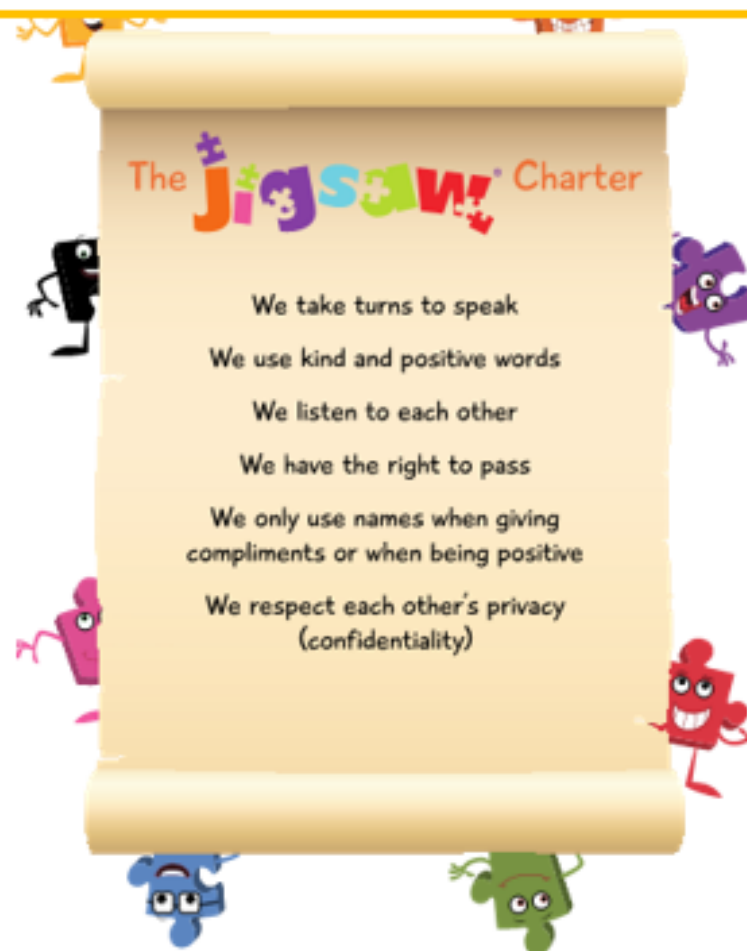 The jigsaw Charter
We take turns to speak
We use kind and positive words
We listen to each other
We have the right to pass
We only use names when giving
compliments or when being positive
We respect each other's privacy
(confidentiality)